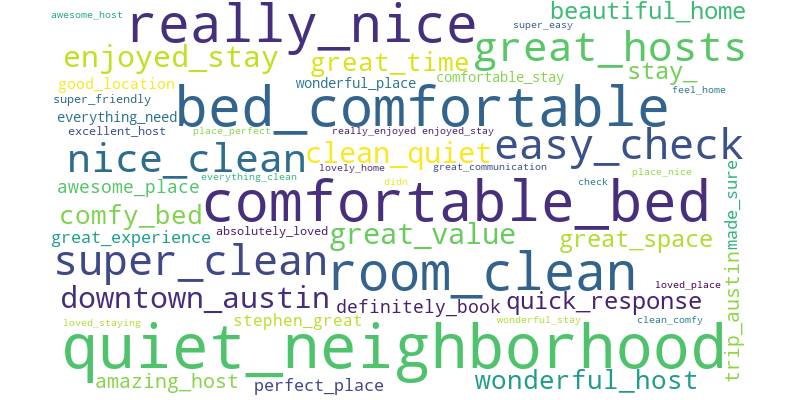 awesome_host
really_nice
super_easy
beautiful_home
enjoyed_stay
great_time
great_hosts
good_location
wonderful_place
comfortable_stay
stay_
super_friendly
bed_comfortable
feel_home
everything_need
excellent_host
place_perfect
really_enjoyed enjoyed_stay
easy_check
nice_clean
clean_quiet
lovely_home
great_communication
place_nice
everything_clean
awesome_place
comfortable_bed
didn
check
made_sure
comfy_bed
great_experience
absolutely_loved
great_value
great_space
super_clean
room_clean
loved_place
trip_austin
downtown_austin
definitely_book
quick_response
loved_staying
stephen_great
wonderful_stay
clean_comfy
quiet_neighborhood
amazing_host
perfect_place
wonderful_host